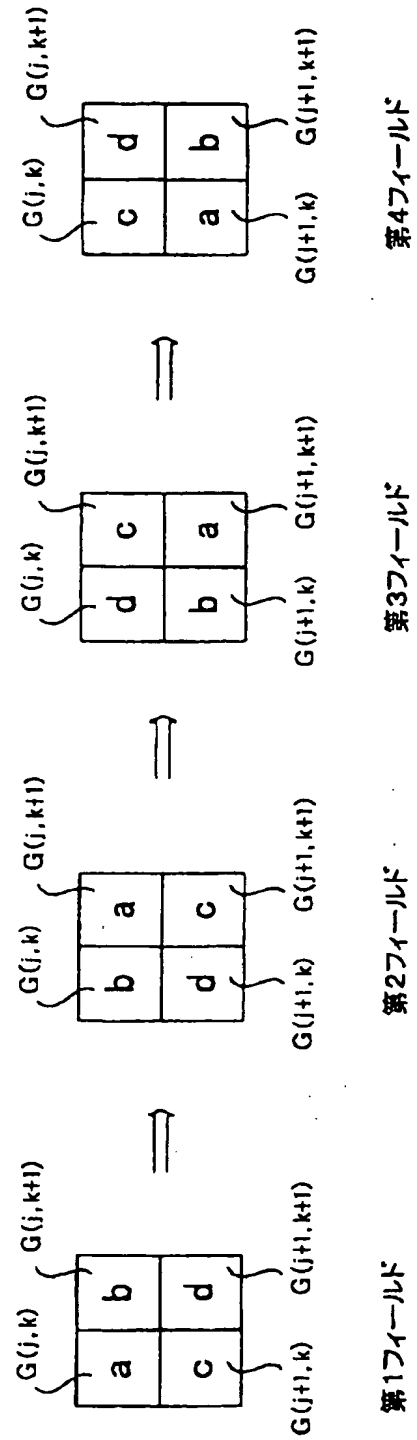 G(j,k) G(j,k+1)
a b
c d
G(j+1,k) G(j+1,k+1)
第1フィールド
G(j,k) G(j,k+1)
b a
d c
G(j+1,k) G(j+1,k+1)
第2フィールド
G(j,k) G(j,k+1)
d c
b a
G(j+1,k) G(j+1,k+1)
第3フィールド
G(j,k) G(j,k+1)
c d
a b
G(j+1,k) G(j+1,k+1)
第4フィールド